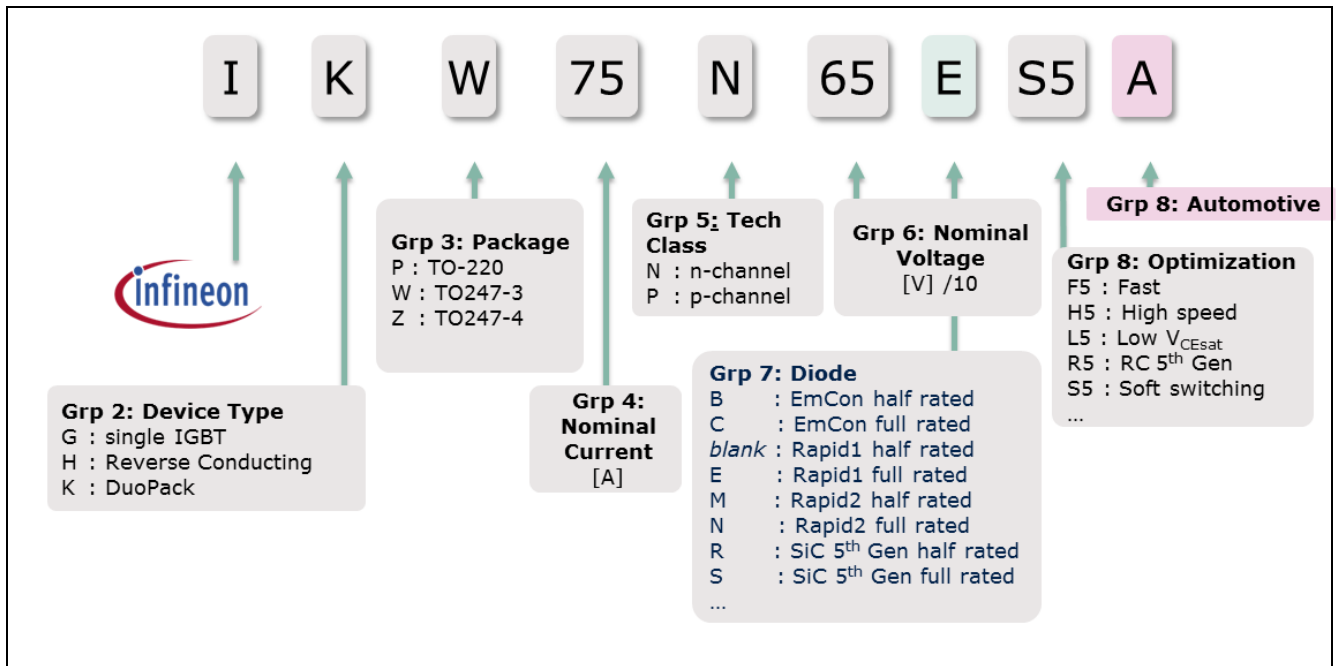 I K W 75 N 65 E S5 A
Grp 8: Automotive
Grp 3: Package
P : TO-220
W : TO247-3
Z : TO247-4
Grp 5: Tech
Class
N : n-channel
P : p-channel
Grp 6: Nominal
Voltage
[V] /10
Grp 8: Optimization
F5 : Fast
H5 : High speed
L5 : Low VCEsat
R5 : RC 5th Gen
S5 : Soft switching
...
infineon
Grp 2: Device Type
G : single IGBT
H : Reverse Conducting
K : DuoPack
Grp 4:
Nominal
Current
[A]
Grp 7: Diode
B : EmCon half rated
C : EmCon full rated
blank : Rapid1 half rated
E : Rapid1 full rated
M : Rapid2 half rated
N : Rapid2 full rated
R : SiC 5th Gen half rated
S : SiC 5th Gen full rated
...